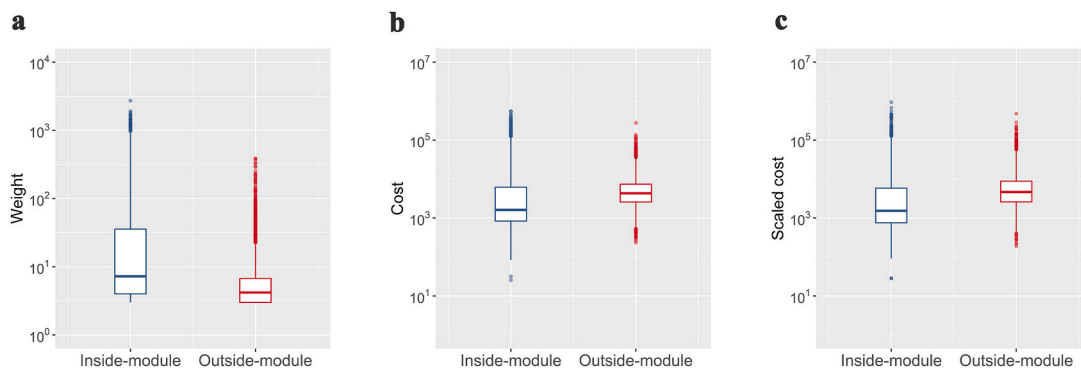 a
Weight
10⁴
10³
10²
10¹
10⁰
Inside-module Outside-module
b
Cost
10⁷
10⁵
10³
10¹
Inside-module Outside-module
c
Scaled cost
10⁷
10⁵
10³
10¹
Inside-module Outside-module